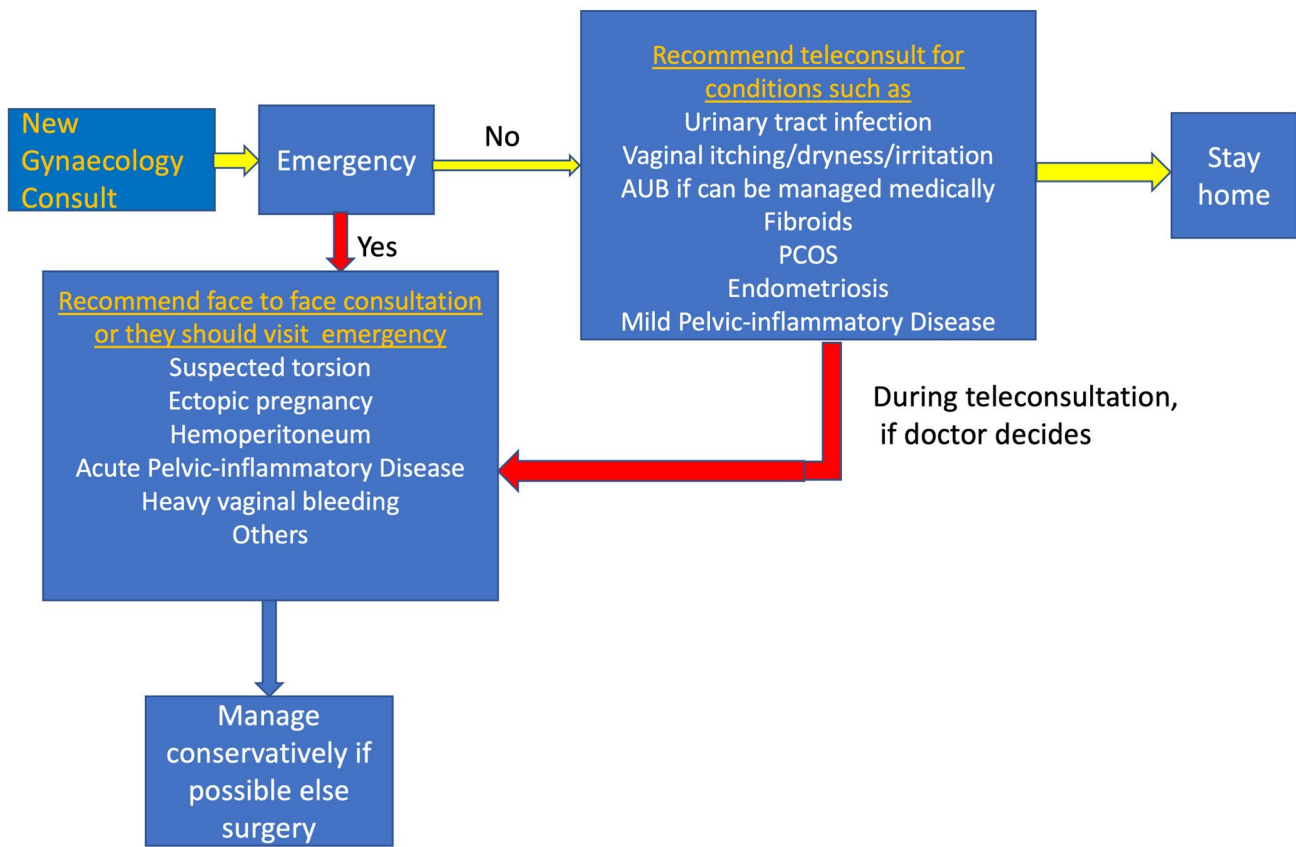 New
Gynaecology
Consult
Emergency
No
Yes
Recommend teleconsult for
conditions such as
Urinary tract infection
Vaginal itching/dryness/irritation
AUB if can be managed medically
Fibroids
PCOS
Endometriosis
Mild Pelvic-inflammatory Disease
Stay
home
During teleconsultation,
if doctor decides
Recommend face to face consultation
or they should visit emergency
Suspected torsion
Ectopic pregnancy
Hemoperitoneum
Acute Pelvic-inflammatory Disease
Heavy vaginal bleeding
Others
Manage
conservatively if
possible else
surgery